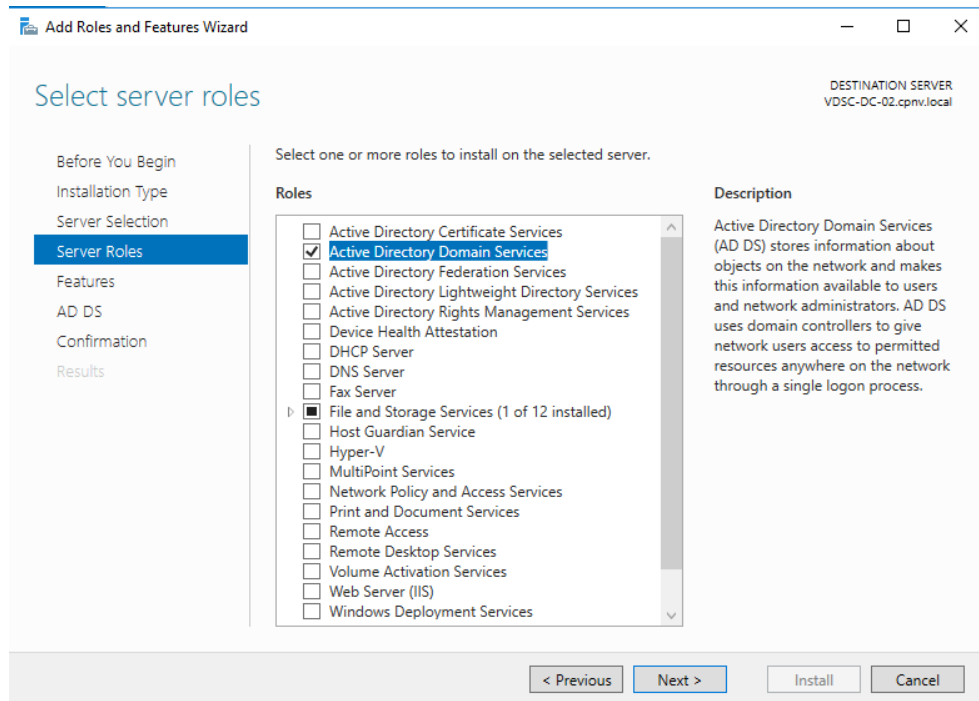 Add Roles and Features Wizard
Select server roles
DESTINATION SERVER
VDSC-DC-02.cpnv.local
Before You Begin
Installation Type
Server Selection
Server Roles
Features
AD DS
Confirmation
Results
Select one or more roles to install on the selected server.
Roles
Active Directory Certificate Services
Active Directory Domain Services
Active Directory Federation Services
Active Directory Lightweight Directory Services
Active Directory Rights Management Services
Device Health Attestation
DHCP Server
DNS Server
Fax Server
File and Storage Services (1 of 12 installed)
Host Guardian Service
Hyper-V
MultiPoint Services
Network Policy and Access Services
Print and Document Services
Remote Access
Remote Desktop Services
Volume Activation Services
Web Server (IIS)
Windows Deployment Services
Description
Active Directory Domain Services
(AD DS) stores information about
objects on the network and makes
this information available to users
and network administrators. AD DS
uses domain controllers to give
network users access to permitted
resources anywhere on the network
through a single logon process.
< Previous
Next >
Install
Cancel